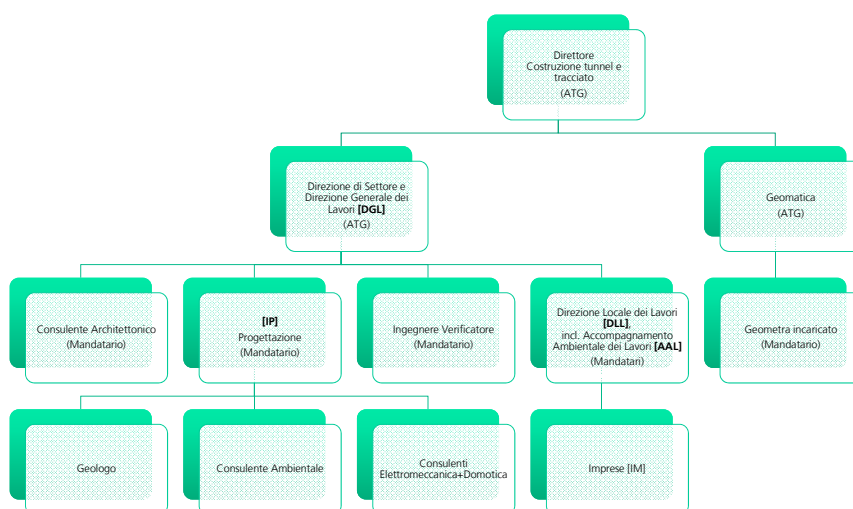 Direttore
Costruzione tunnel e
tracciato
(ATG)
Direzione di Settore e
Direzione Generale dei
Lavori [DGL]
(ATG)
Geomatica
(ATG)
Consulente Architettonico
(Mandatario)
[IP]
Progettazione
(Mandatario)
Ingegnere Verificatore
(Mandatario)
Direzione Locale dei Lavori
[DLL],
incl. Accompagnamento
Ambientale dei Lavori [AAL]
(Mandatari)
Geometra incaricato
(Mandatario)
Geologo
Consulente Ambientale
Consulenti
Elettromeccanica+Domotica
Imprese [IM]